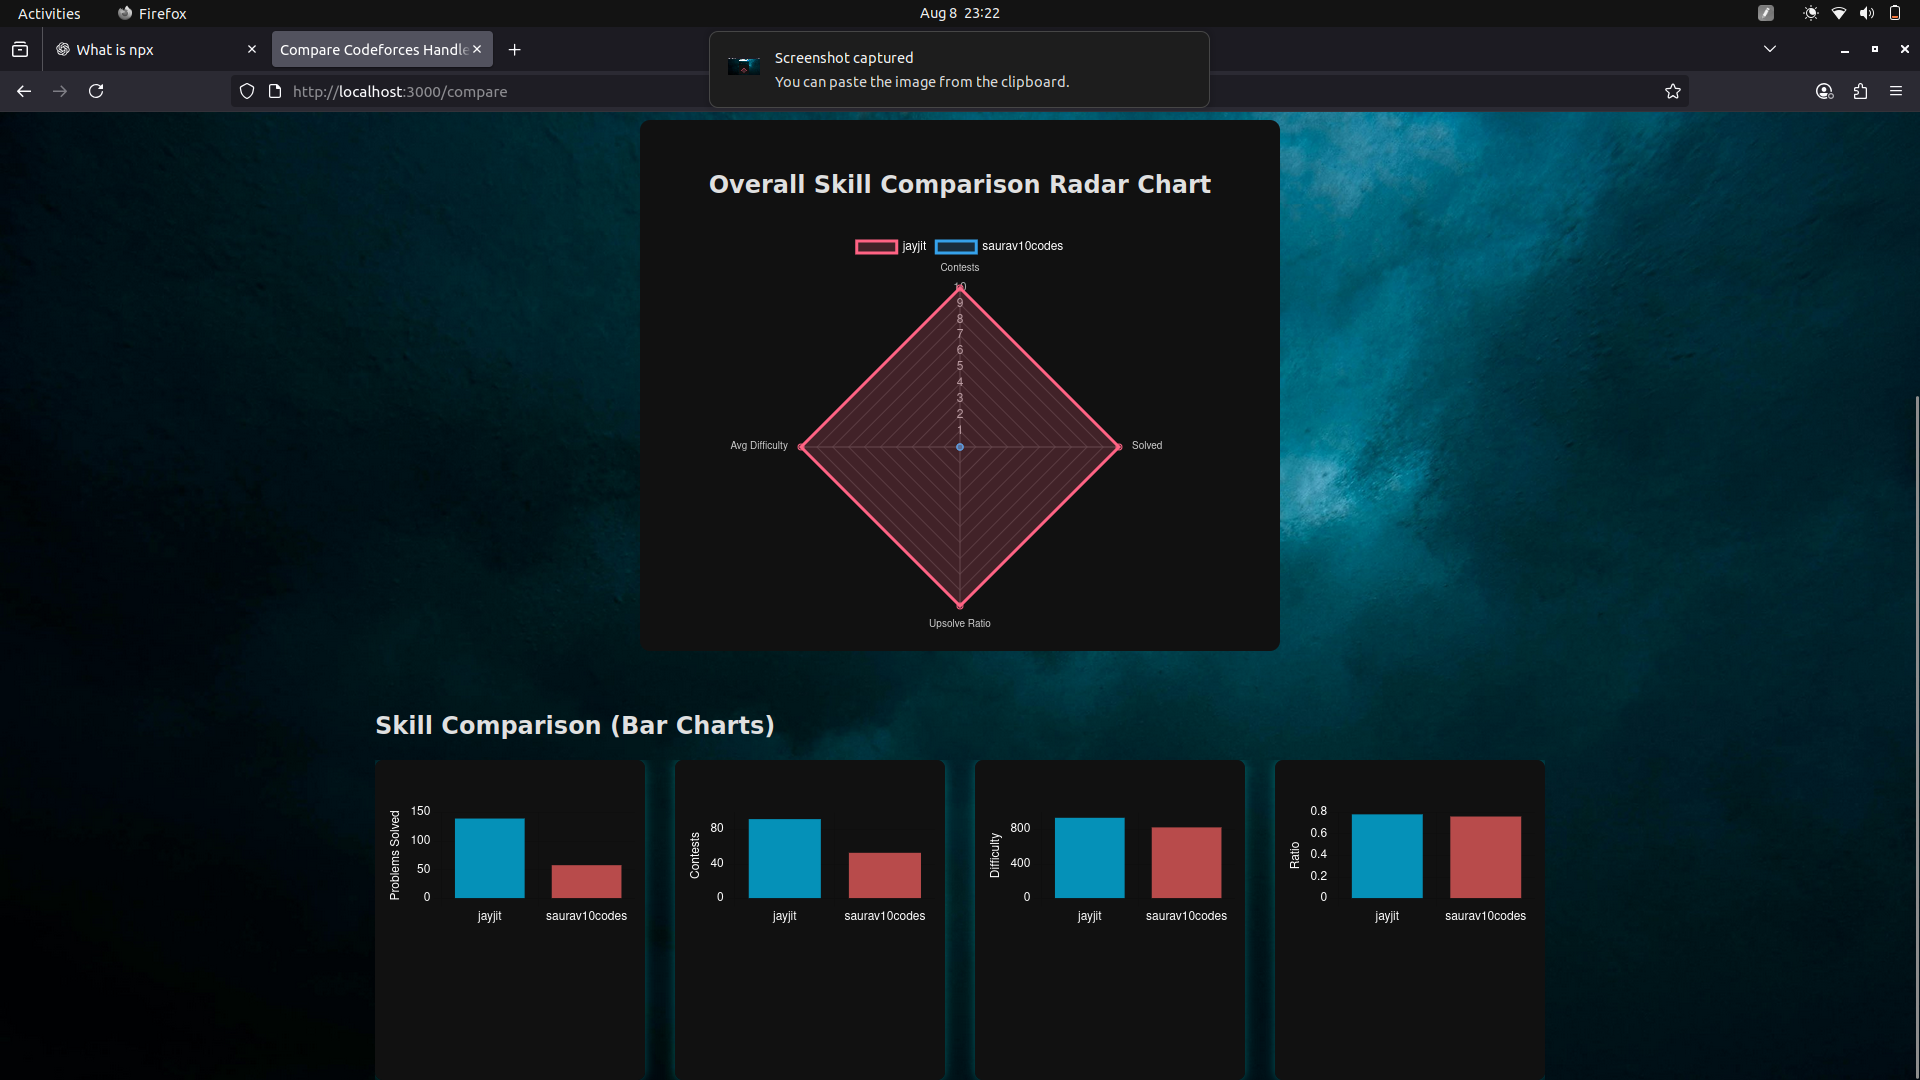 Activities
Firefox
Aug 8 23:22
What is npx
Compare Codeforces Handle
Screenshot captured
You can paste the image from the clipboard.
http://localhost:3000/compare
Overall Skill Comparison Radar Chart
jayjit
saurav10codes
Contests
10
9
8
7
6
5
4
3
2
1
Avg Difficulty
Solved
Upsolve Ratio
Skill Comparison (Bar Charts)
Problems Solved
150
100
50
0
jayjit
saurav10codes
Contests
80
40
0
jayjit
saurav10codes
Difficulty
800
400
0
jayjit
saurav10codes
Ratio
0.8
0.6
0.4
0.2
0
jayjit
saurav10codes